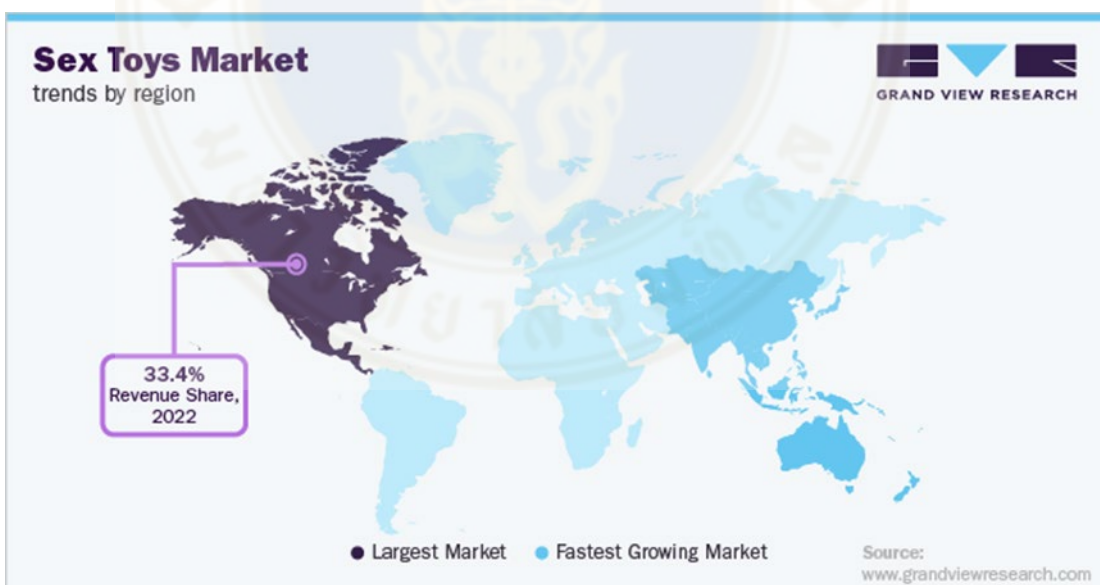 Sex Toys Market
trends by region
GRAND VIEW RESEARCH
33.4%
Revenue Share,
2022
Largest Market
Fastest Growing Market
Source:
www.grandviewresearch.com